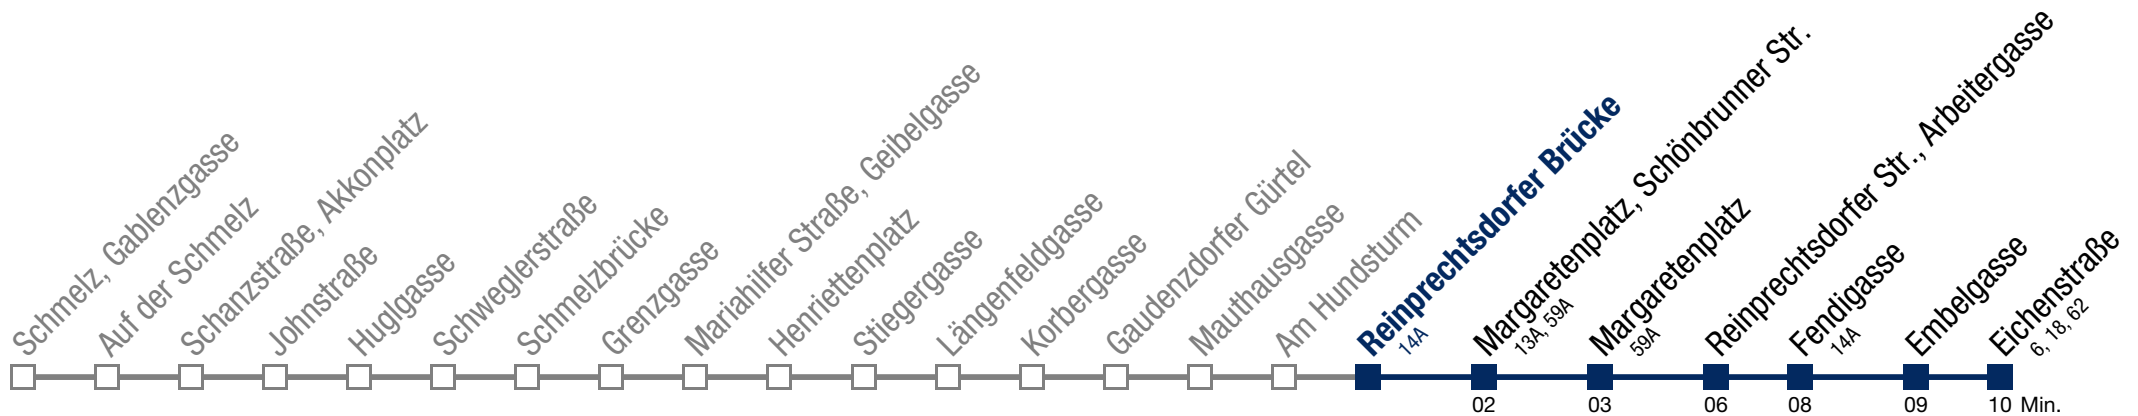 Schmelz, Gablenzgasse
Auf der Schmelz
Schanzstraße, Akkonplatz
Johnstraße
Huglgasse
Schweglerstraße
Schmelzbrücke
Grenzgasse
Mariahilfer Straße, Geibelgasse
Henriettenplatz
Stiegergasse
Längenfeldgasse
Korbergasse
Gaudenzdorfer Gürtel
Mauthausgasse
Am Hundsturm
Reinprechtsdorfer Brücke
14A
Margaretenplatz, Schönbrunner Str.
13A, 59A
Margaretenplatz
59A
Reinprechtsdorfer Str., Arbeitergasse
Fendigasse
14A
Embelgasse
Eichenstraße
6, 18, 62
02 03 06 08 09 10 Min.